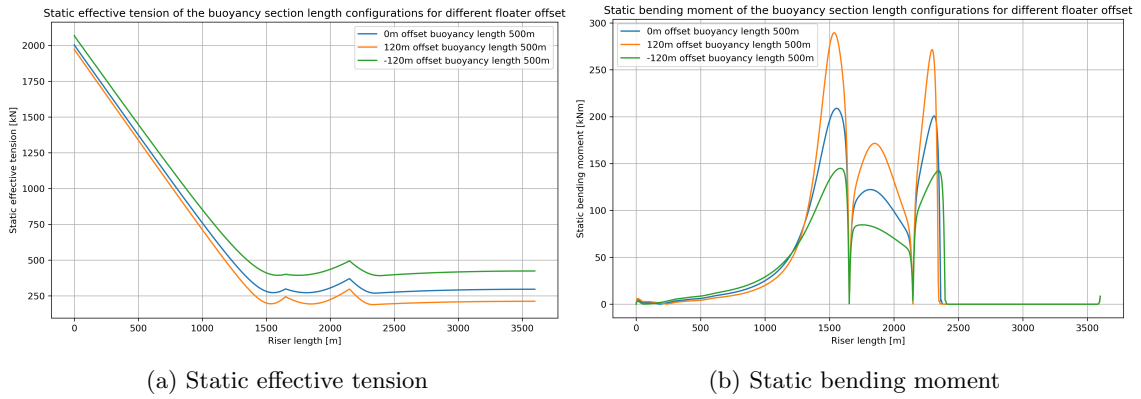 Static effective tension of the buoyancy section length configurations for different floater offset
0m offset buoyancy length 500m
120m offset buoyancy length 500m
-120m offset buoyancy length 500m
Static effective tension [kN]
2000
1750
1500
1250
1000
750
500
250
0 500 1000 1500 2000 2500 3000 3500
Riser length [m]
(a) Static effective tension
Static bending moment of the buoyancy section length configurations for different floater offset
0m offset buoyancy length 500m
120m offset buoyancy length 500m
-120m offset buoyancy length 500m
Static bending moment [kNm]
300
250
200
150
100
50
0
0 500 1000 1500 2000 2500 3000 3500
Riser length [m]
(b) Static bending moment